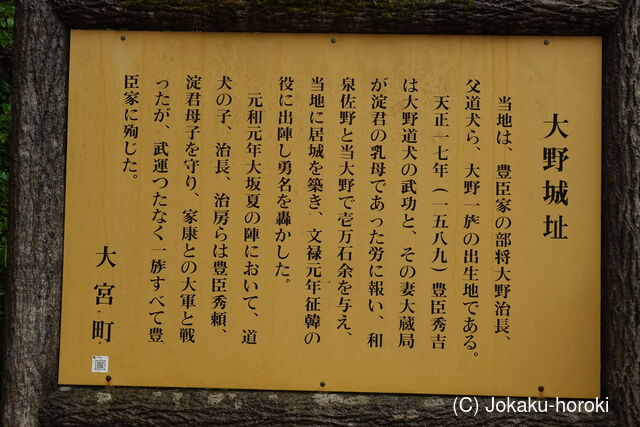 大野城址
当地は、豊臣家の部将大野治長、
父道犬ら、大野一族の出生地である。
天正一七年（一五八九）豊臣秀吉
は大野道犬の武功と、その妻大蔵局
が淀君の乳母であった労に報い、和
泉佐野と当大野で壱万石余を与え、
当地に居城を築き、文禄元年征韓の
役に出陣し勇名を轟かした。
元和元年大坂夏の陣において、道
犬の子、治長、治房らは豊臣秀頼、
淀君母子を守り、家康との大軍と戦
ったが、武運つたなく一族すべて豊
臣家に殉じた。
大宮町
(C) Jokaku-horoki